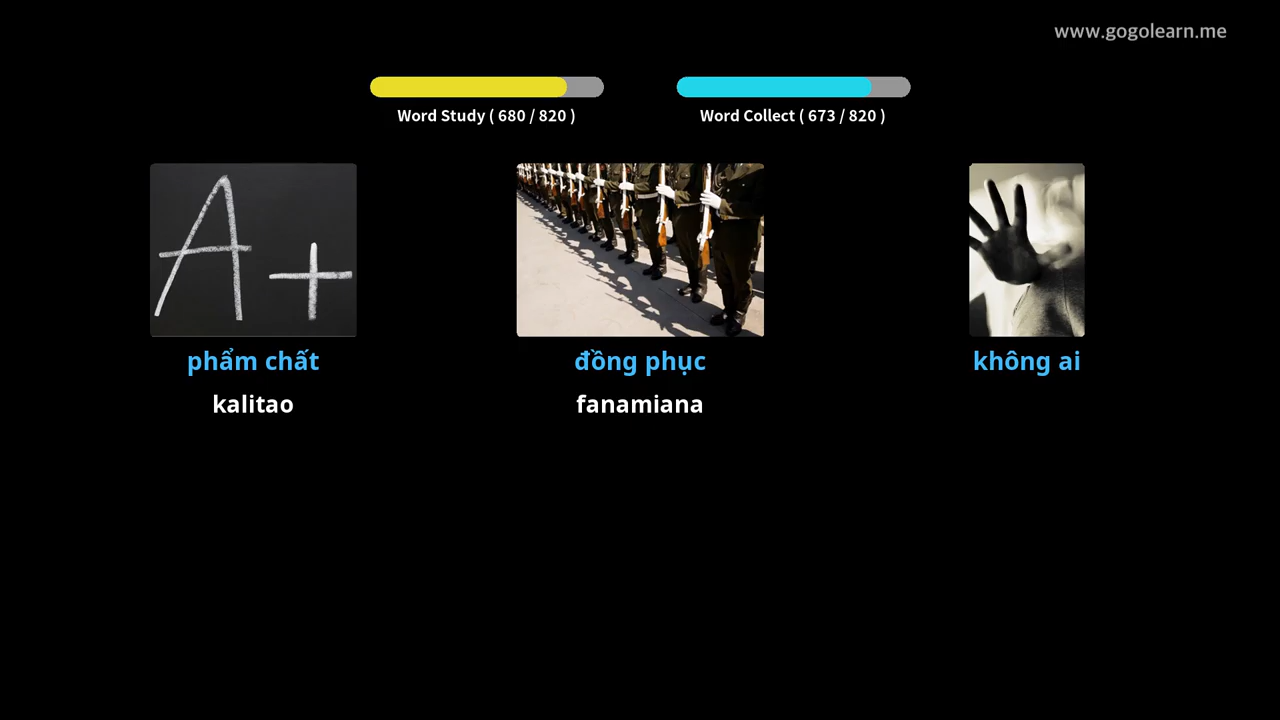 www.gogolearn.me
Word Study ( 680 / 820 )
Word Collect ( 673 / 820 )
A+
phẩm chất
đồng phục
không ai
kalitao
fanamiana